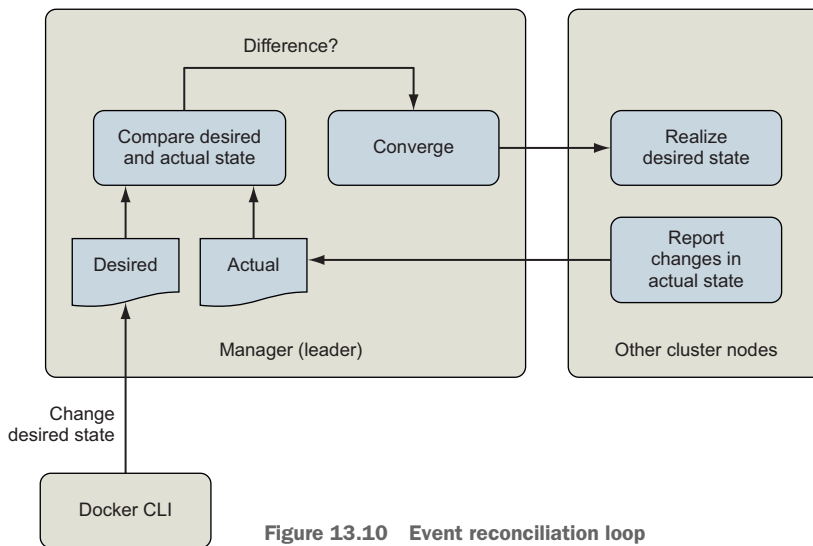 Difference?
Compare desired
and actual state
Converge
Realize
desired state
Desired
Actual
Report
changes in
actual state
Manager (leader)
Other cluster nodes
Change
desired state
Docker CLI
Figure 13.10 Event reconciliation loop